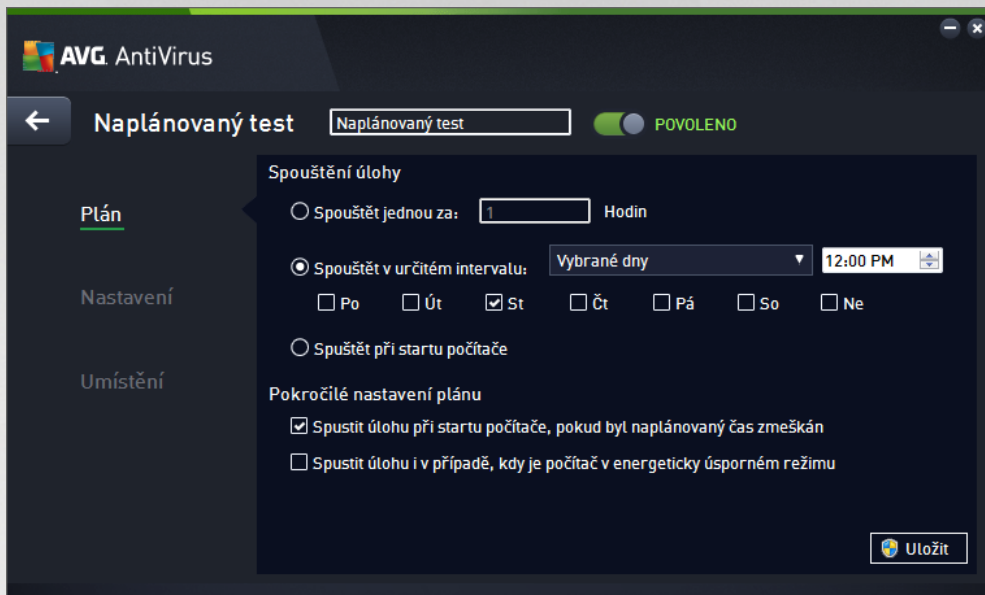 AVG. AntiVirus
Naplánovaný test Naplánovaný test POVOLENO
Spouštění úlohy
Plán
Spouštět jednou za: 1 Hodin
Spouštět v určitém intervalu: Vybrané dny 12:00 PM
Po Út St Čt Pá So Ne
Nastavení
Spuštět při startu počítače
Umístění
Pokročilé nastavení plánu
Spustit úlohu při startu počítače, pokud byl naplánovaný čas zmeškán
Spustit úlohu i v případě, kdy je počítač v energeticky úsporném režimu
Uložit